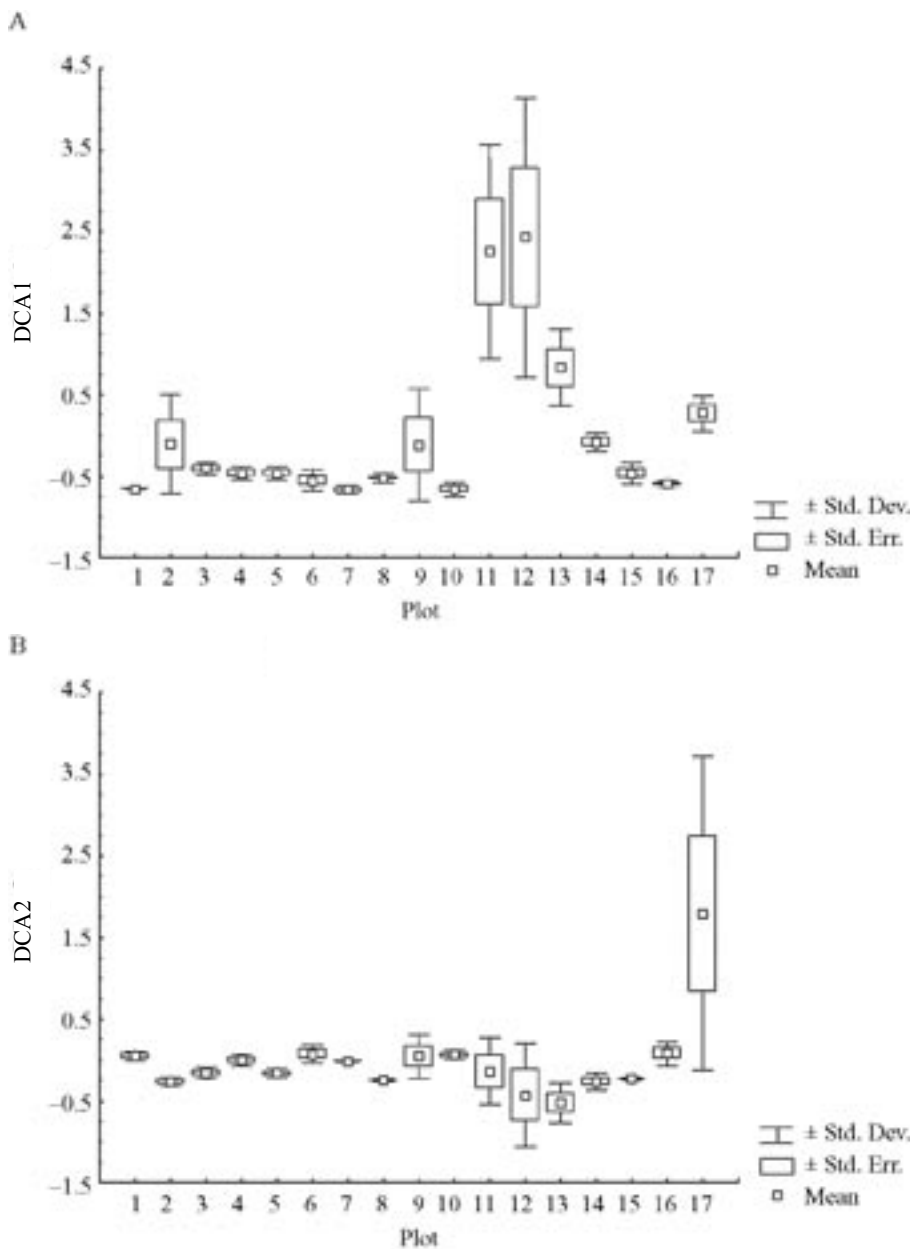 A
4.5
3.5
2.5
1.5
0.5
–0.5
–1.5
DCA1
1 2 3 4 5 6 7 8 9 10 11 12 13 14 15 16 17
Plot
± Std. Dev.
± Std. Err.
Mean
B
4.5
3.5
2.5
1.5
0.5
–0.5
–1.5
DCA2
1 2 3 4 5 6 7 8 9 10 11 12 13 14 15 16 17
Plot
± Std. Dev.
± Std. Err.
Mean